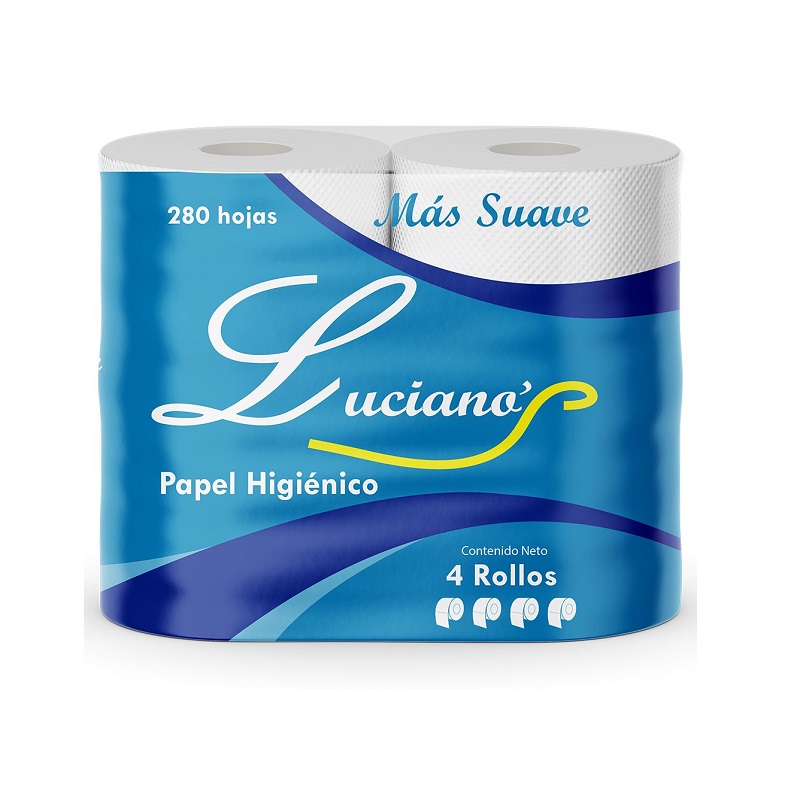 280 hojas
Más Suave
Luciano's
Papel Higiénico
Contenido Neto
4 Rollos